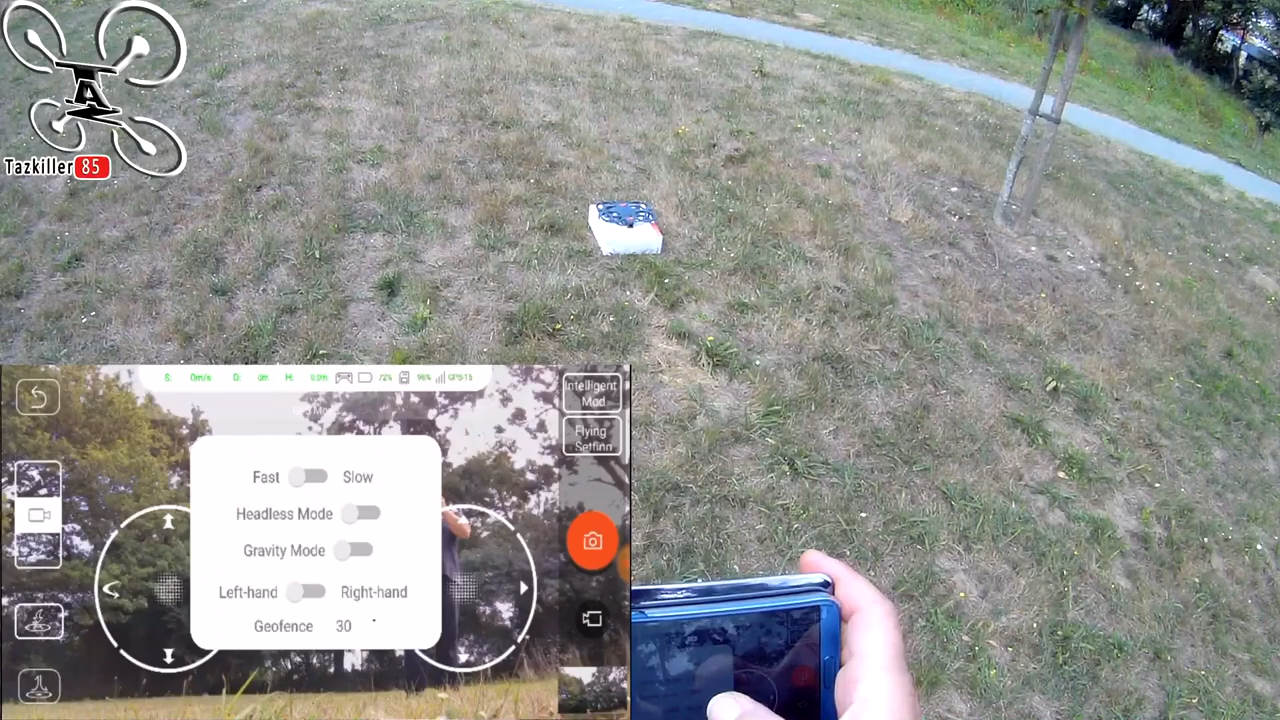 A
Tazkiller 85
S: 0m/s D: 0m H: 0.0m 72% 96% GPS:15
Intelligent
Mod
Flying
Setting
Fast Slow
Headless Mode
Gravity Mode
Left-hand Right-hand
Geofence 30